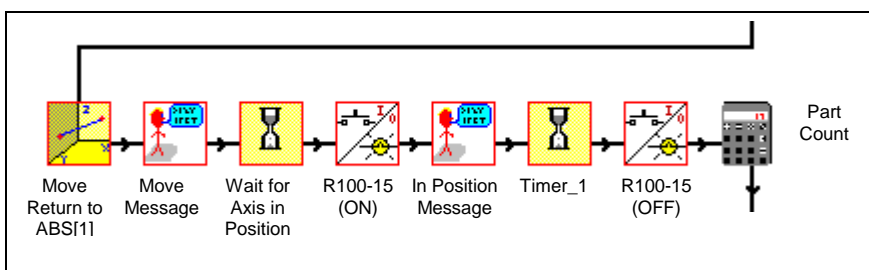 Move
Return to
ABS[1]
Move
Message
Wait for
Axis in
Position
R100-15
(ON)
In Position
Message
Timer_1
R100-15
(OFF)
Part
Count